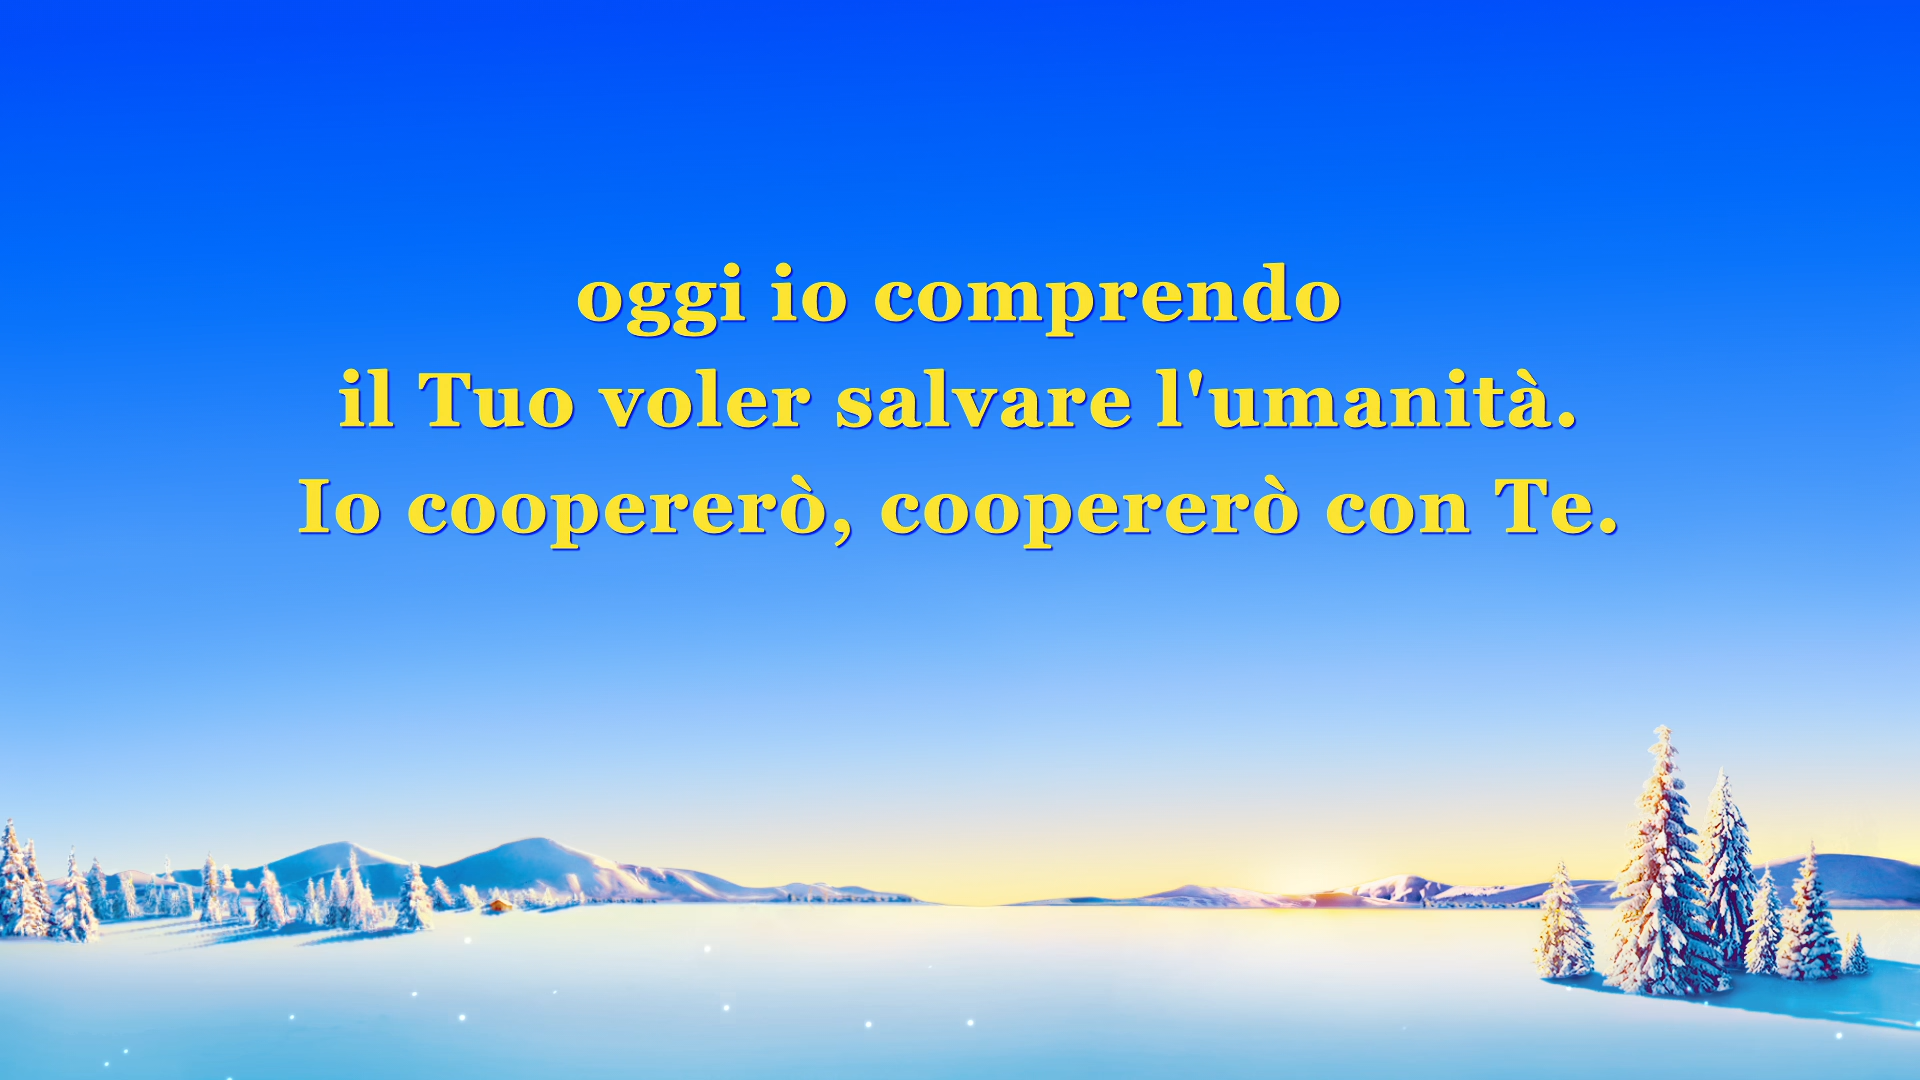 oggi io comprendo
il Tuo voler salvare l'umanità.
Io coopererò, coopererò con Te.